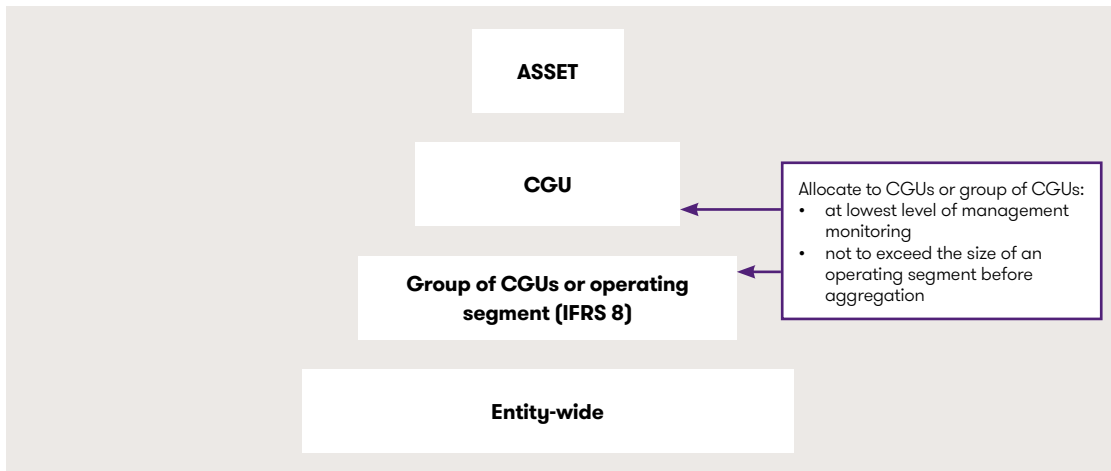 ASSET
CGU
Allocate to CGUs or group of CGUs:
• at lowest level of management
monitoring
• not to exceed the size of an
operating segment before
aggregation
Group of CGUs or operating
segment (IFRS 8)
Entity-wide